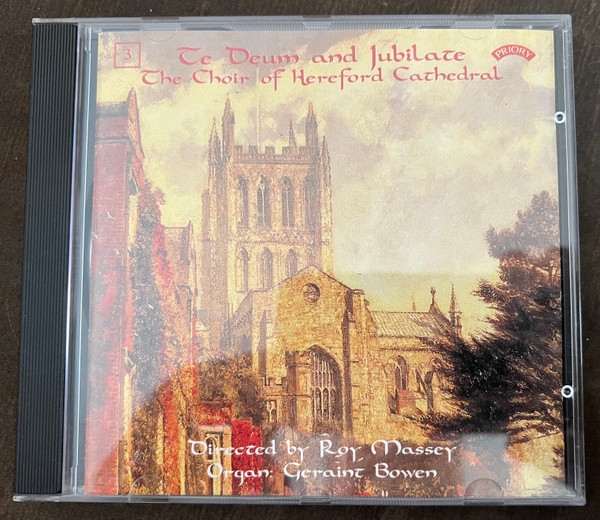 3
Te Deum and Jubilate
PRIORY
The Choir of Hereford Cathedral
Directed by Roy Massey
Organ: Geraint Bowen